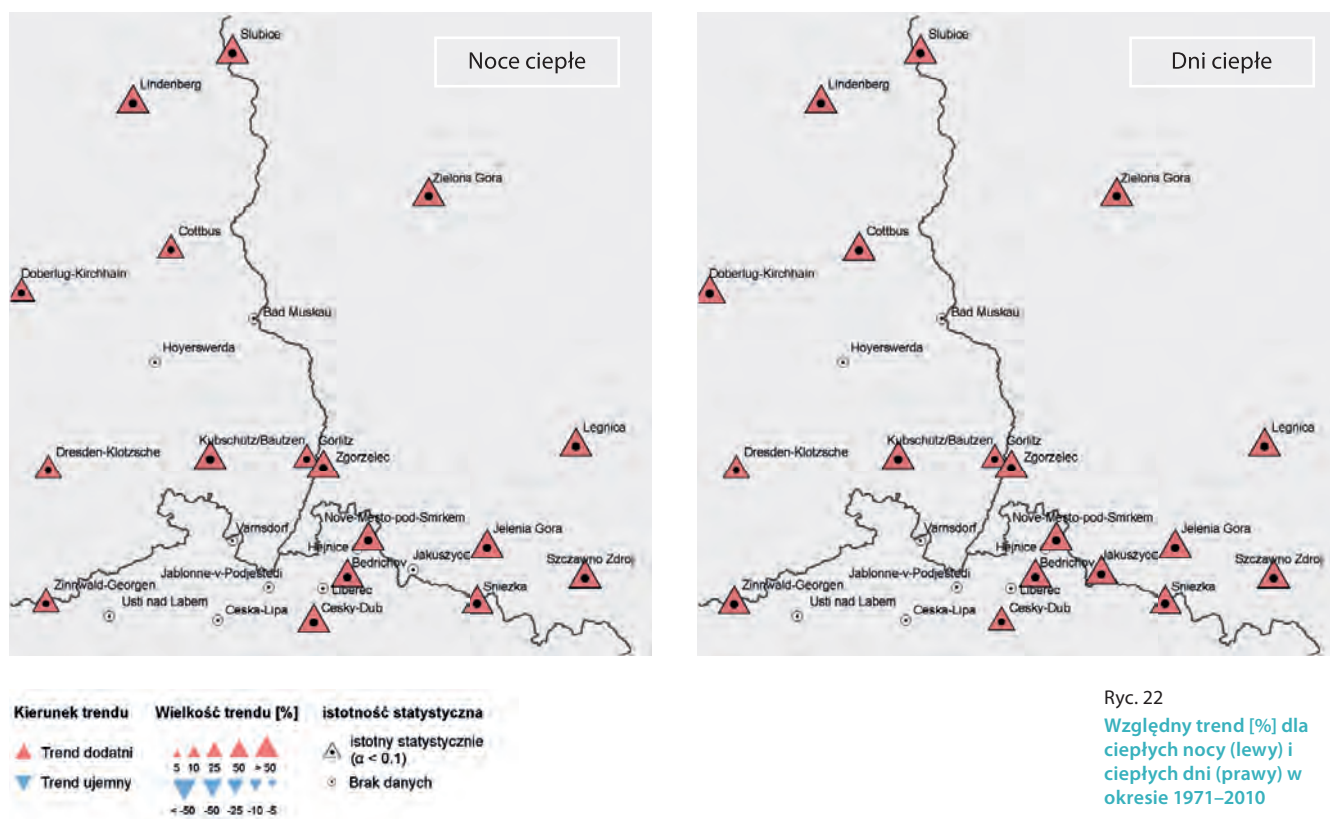 Noce ciepłe
Slubice
Lindenberg
Zielona Gora
Cottbus
Doberlug-Kirchhain
Bad Muskau
Hoyerswerda
Legnica
Kubschutz/Bautzen
Gorlitz
Dresden-Klotzsche
Zgorzelec
Nove-Mesto-pod-Smrkem
Varnsdorf
Jelenia Gora
Hejnice
Jakuszyce
Szczawno Zdroj
Bedrichov
Jablonne-v-Podjestedi
Zinnwald-Georgen
Liberec
Sniezka
Usti nad Labem
Ceska-Lipa
Cesky-Dub
Dni ciepłe
Slubice
Lindenberg
Zielona Gora
Cottbus
Doberlug-Kirchhain
Bad Muskau
Hoyerswerda
Legnica
Kubschutz/Bautzen
Gorlitz
Dresden-Klotzsche
Zgorzelec
Nove-Mesto-pod-Smrkem
Varnsdorf
Jelenia Gora
Hejnice
Jakuszyce
Szczawno Zdroj
Bedrichov
Jablonne-v-Podjestedi
Zinnwald-Georgen
Liberec
Sniezka
Usti nad Labem
Ceska-Lipa
Cesky-Dub
Kierunek trendu
Trend dodatni
Trend ujemny
Wielkość trendu [%]
5 10 25 50 >50
< -50 -50 -25 -10 -5
istotność statystyczna
istotny statystycznie
(α < 0.1)
Brak danych
Ryc. 22
Względny trend [%] dla
ciepłych nocy (lewy) i
ciepłych dni (prawy) w
okresie 1971–2010